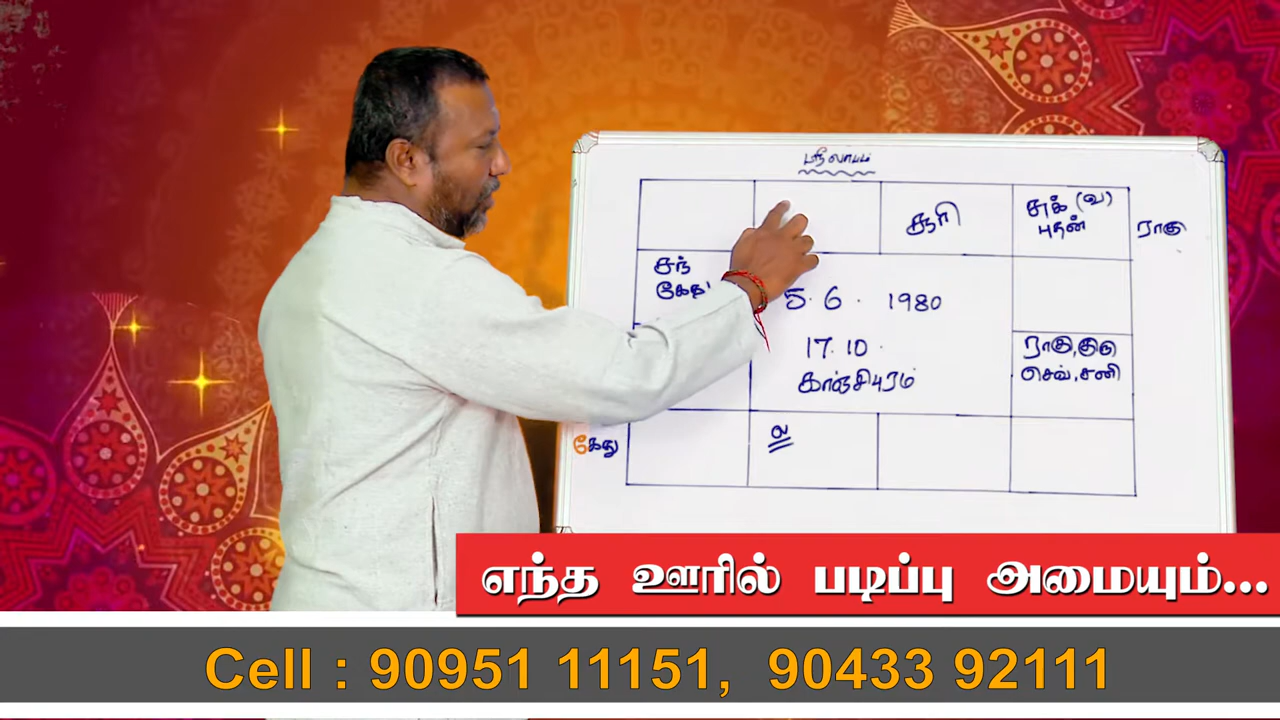 ஸ்ரீ லாபம்
சூரி
சுக் (வ)
புதன்
ராகு
சந்
கேது
5.6.1980
17.10.
காஞ்சிபுரம்
ராகு,குரு
செவ்,சனி
கேது
ல
எந்த ஊரில் படிப்பு அமையும்...
Cell : 90951 11151, 90433 92111